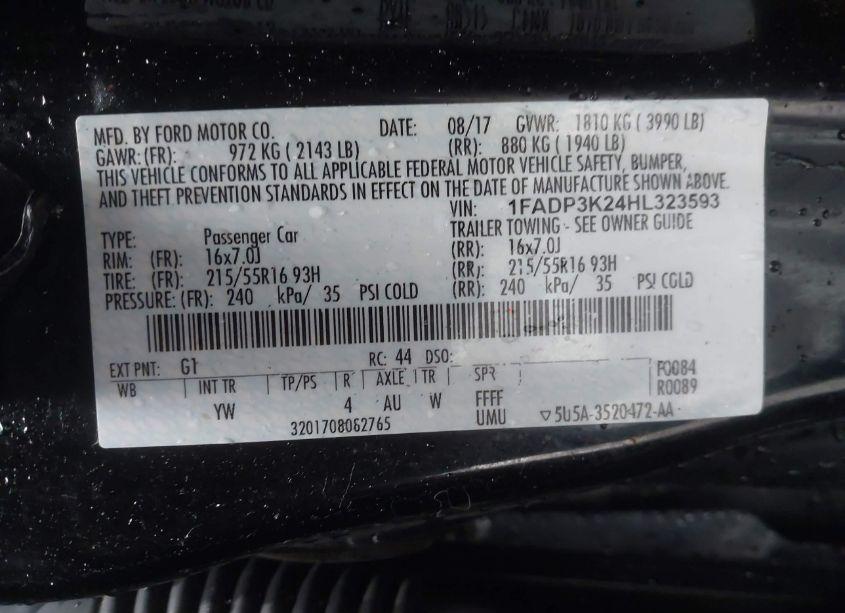 MFD. BY FORD MOTOR CO. DATE: 08/17 GVWR: 1810 KG ( 3990 LB)
GAWR:(FR): 972 KG ( 2143 LB) (RR): 880 KG ( 1940 LB)
THIS VEHICLE CONFORMS TO ALL APPLICABLE FEDERAL MOTOR VEHICLE SAFETY, BUMPER,
AND THEFT PREVENTION STANDARDS IN EFFECT ON THE DATE OF MANUFACTURE SHOWN ABOVE.
VIN: 1FADP3K24HL323593
TYPE: Passenger Car TRAILER TOWING - SEE OWNER GUIDE
RIM: (FR): 16x7.0J (RR): 16x7.0J
TIRE: (FR): 215/55R16 93H (RR): 215/55R16 93H
PRESSURE: (FR): 240 kPa/ 35 PSI COLD (RR): 240 kPa/ 35 PSI COLD
EXT PNT: G1 RC: 44 DSO:
WB INT TR TP/PS R AXLE TR SPR F0084
YW 4 AU W FFFF R0089
3201708062765 UMU ▽5U5A-3520472-AA